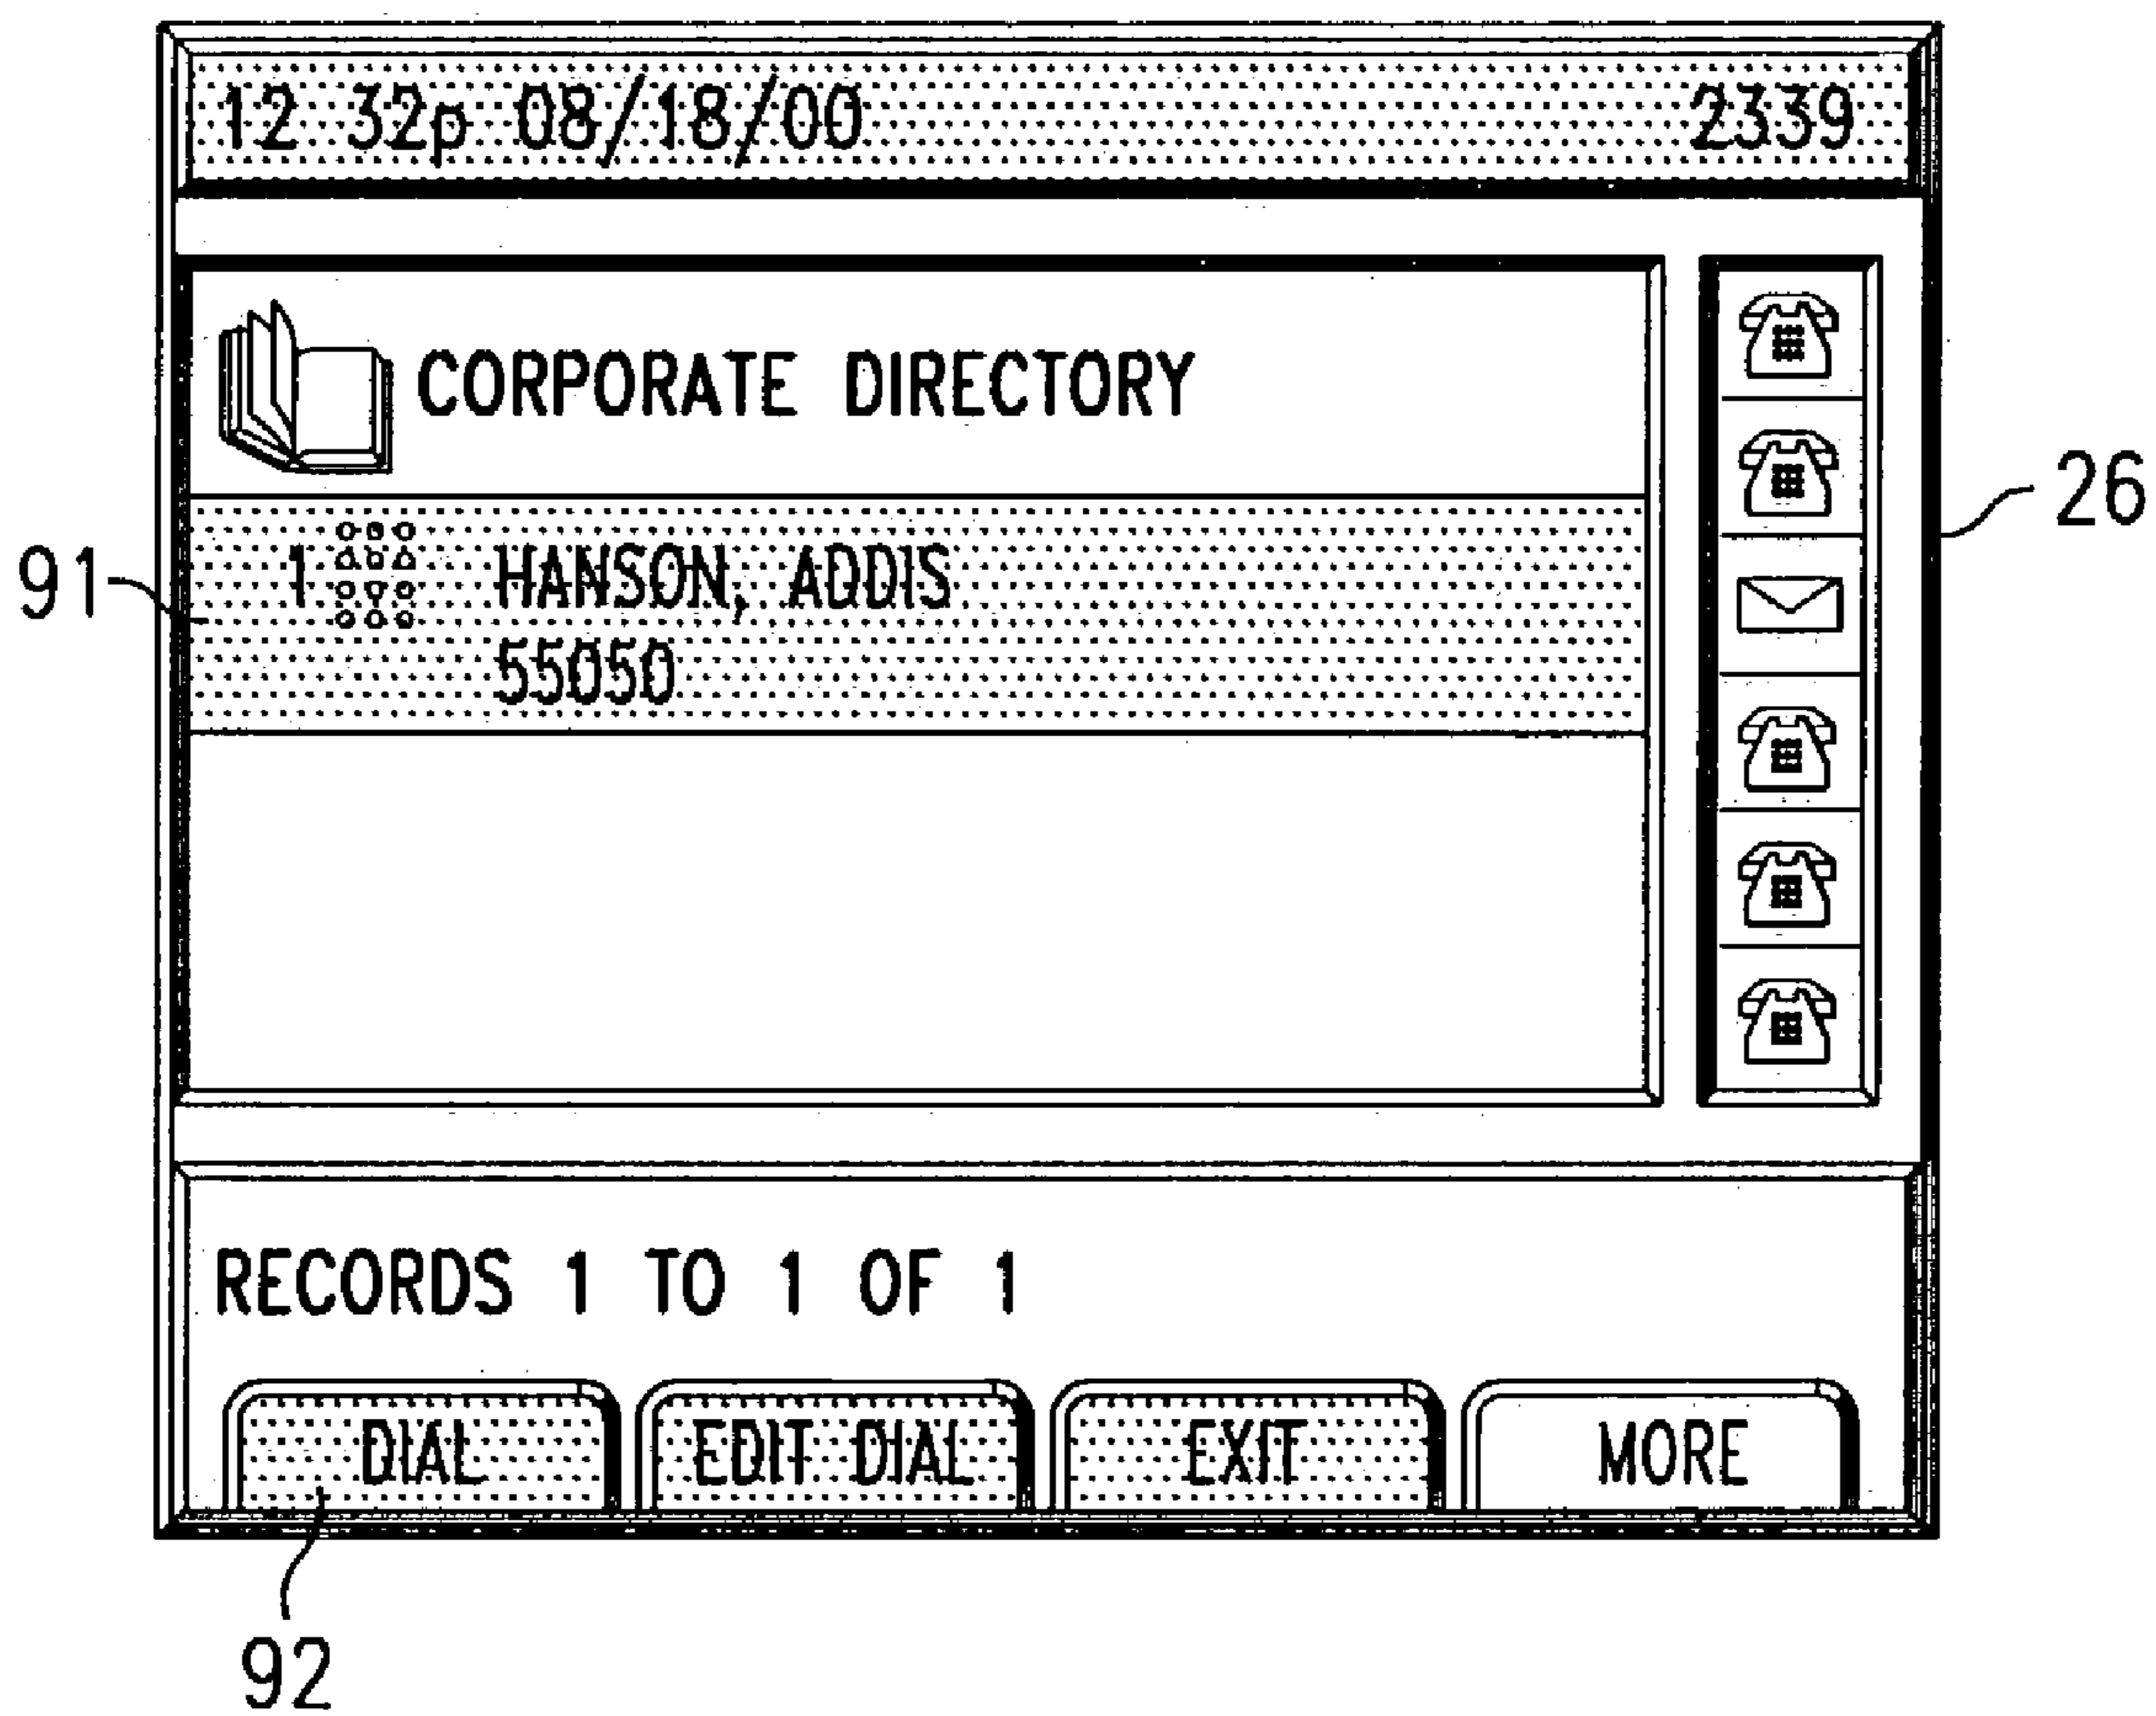 12 32p 08/18/00 2339
CORPORATE DIRECTORY
1 HANSON, ADDIS
55050
91
26
RECORDS 1 TO 1 OF 1
DIAL EDIT DIAL EXIT MORE
92